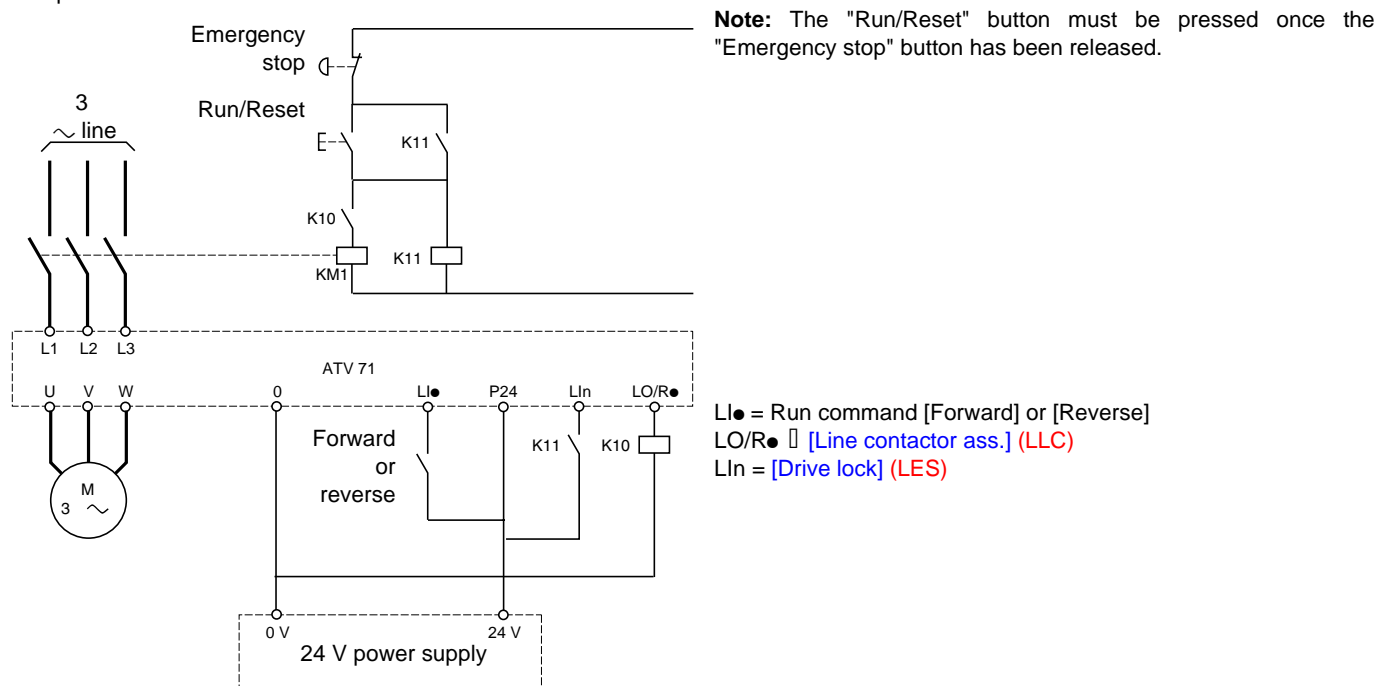 Note: The "Run/Reset" button must be pressed once the
"Emergency stop" button has been released.
Emergency
stop
Run/Reset
3
~ line
K11
K10
KM1
K11
L1 L2 L3
ATV 71
U V W 0 LI● P24 LIn LO/R●
Forward
or
reverse
K11
K10
M
3 ~
LI● = Run command [Forward] or [Reverse]
LO/R● ▯ [Line contactor ass.] (LLC)
LIn = [Drive lock] (LES)
0 V 24 V
24 V power supply